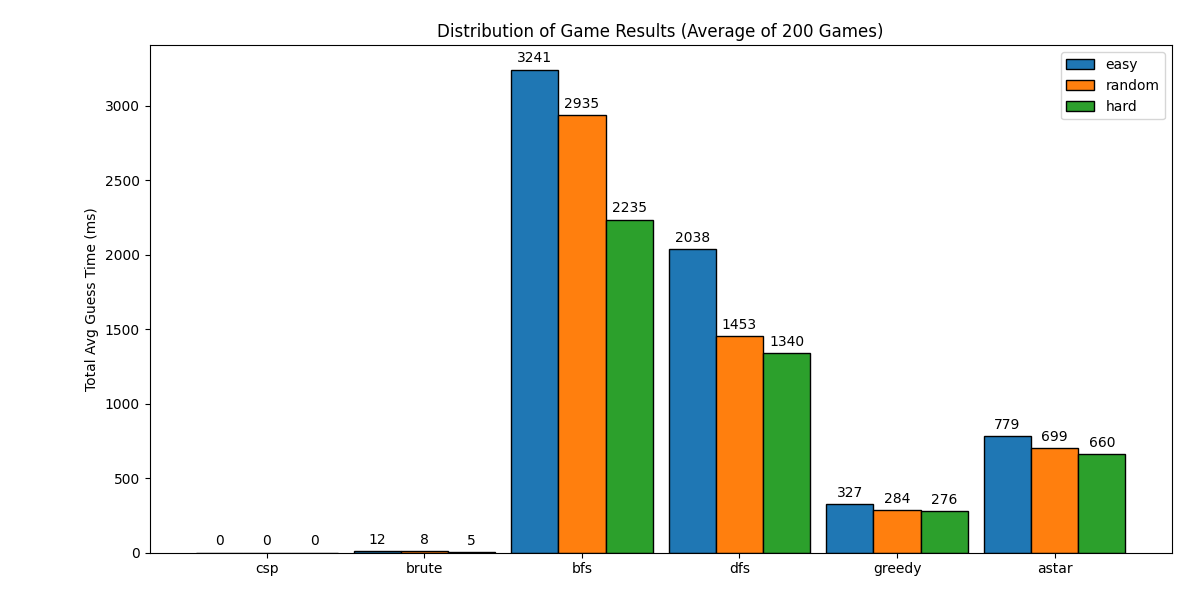 Distribution of Game Results (Average of 200 Games)
Total Avg Guess Time (ms)
3000
2500
2000
1500
1000
500
0
easy
random
hard
0 0 0
12 8 5
3241 2935 2235
2038 1453 1340
327 284 276
779 699 660
csp brute bfs dfs greedy astar